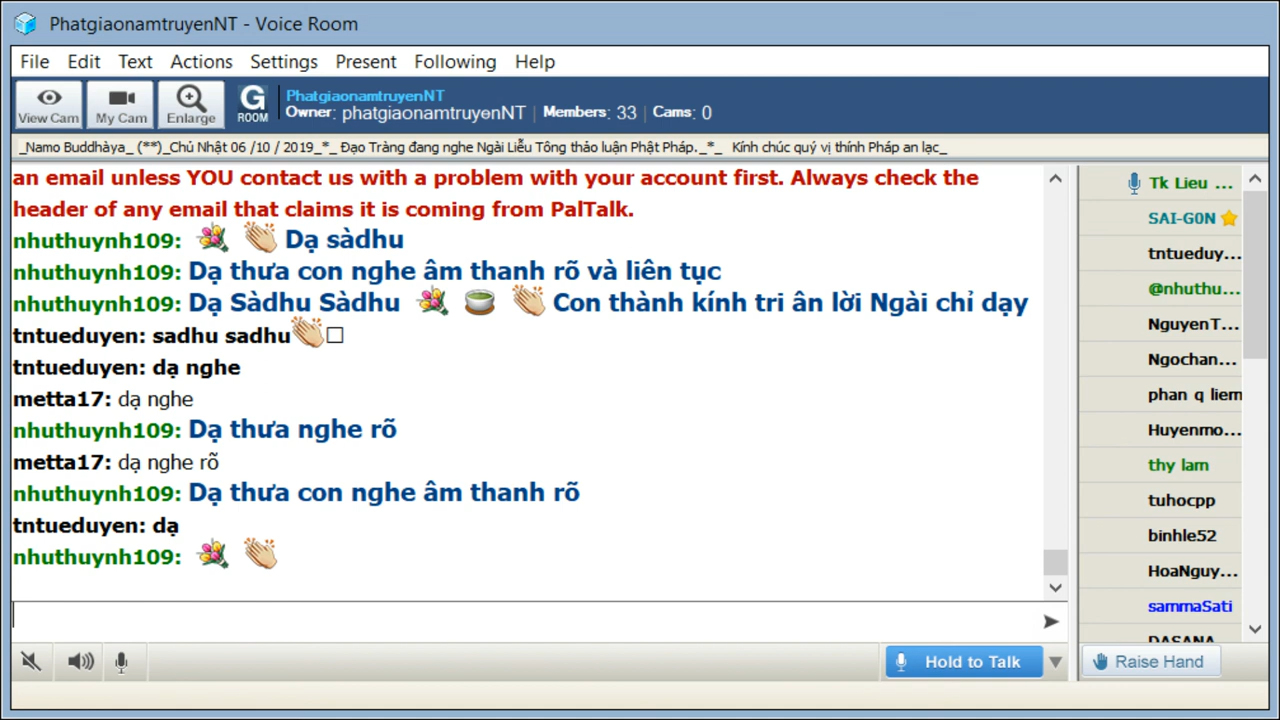 PhatgiaonamtruyenNT - Voice Room
File Edit Text Actions Settings Present Following Help
View Cam My Cam Enlarge G ROOM
PhatgiaonamtruyenNT
Owner: phatgiaonamtruyenNT | Members: 33 | Cams: 0
_Namo Buddhàya_ (**)_Chủ Nhật 06 /10 / 2019_*_ Đạo Tràng đang nghe Ngài Liễu Tông thảo luận Phật Pháp._*_ Kính chúc quý vị thính Pháp an lạc_
an email unless YOU contact us with a problem with your account first. Always check the
header of any email that claims it is coming from PalTalk.
nhuthuynh109: Dạ sàdhu
nhuthuynh109: Dạ thưa con nghe âm thanh rõ và liên tục
nhuthuynh109: Dạ Sàdhu Sàdhu Con thành kính tri ân lời Ngài chỉ dạy
tntueduyen: sadhu sadhu
tntueduyen: dạ nghe
metta17: dạ nghe
nhuthuynh109: Dạ thưa nghe rõ
metta17: dạ nghe rõ
nhuthuynh109: Dạ thưa con nghe âm thanh rõ
tntueduyen: dạ
nhuthuynh109:
Tk Lieu ...
SAI-G0N
tntueduy...
@nhuthu...
NguyenT...
Ngochan...
phan q liem
Huyenmo...
thy lam
tuhocpp
binhle52
HoaNguy...
sammaSati
DASANA
Hold to Talk
Raise Hand